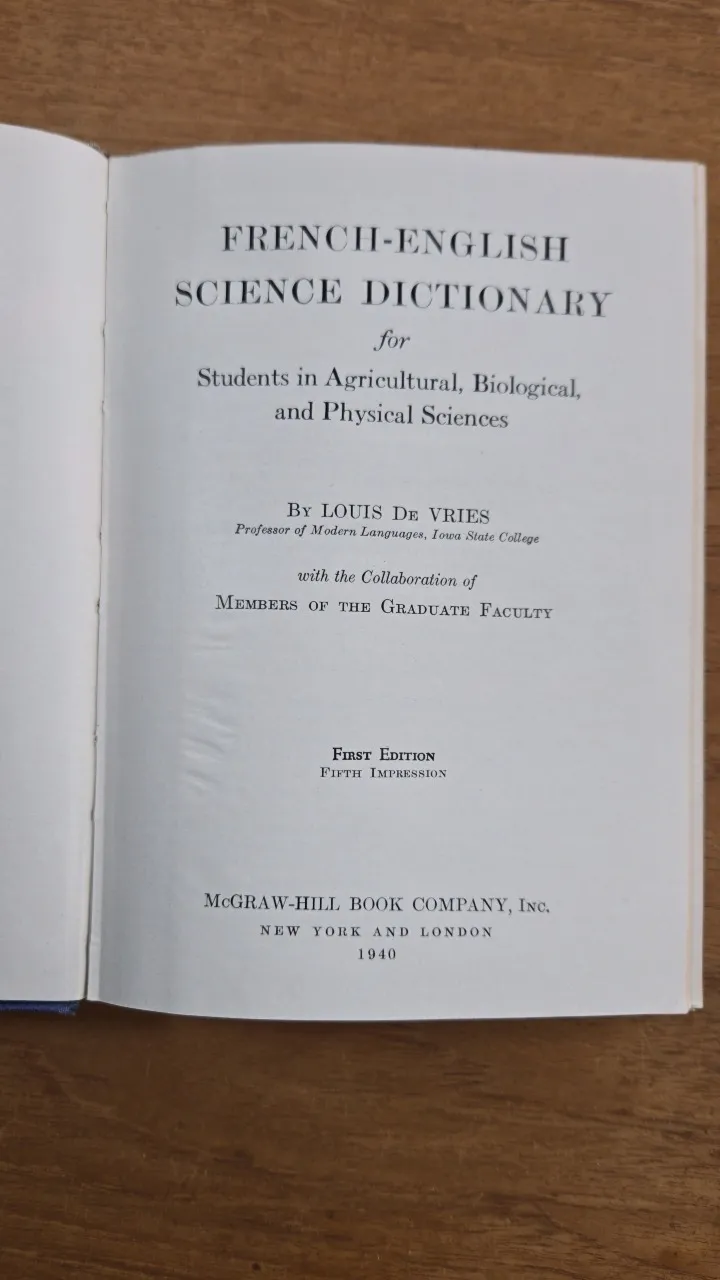 FRENCH-ENGLISH
SCIENCE DICTIONARY
for
Students in Agricultural, Biological,
and Physical Sciences
By LOUIS De VRIES
Professor of Modern Languages, Iowa State College
with the Collaboration of
Members of the Graduate Faculty
First Edition
Fifth Impression
McGRAW-HILL BOOK COMPANY, Inc.
NEW YORK AND LONDON
1940